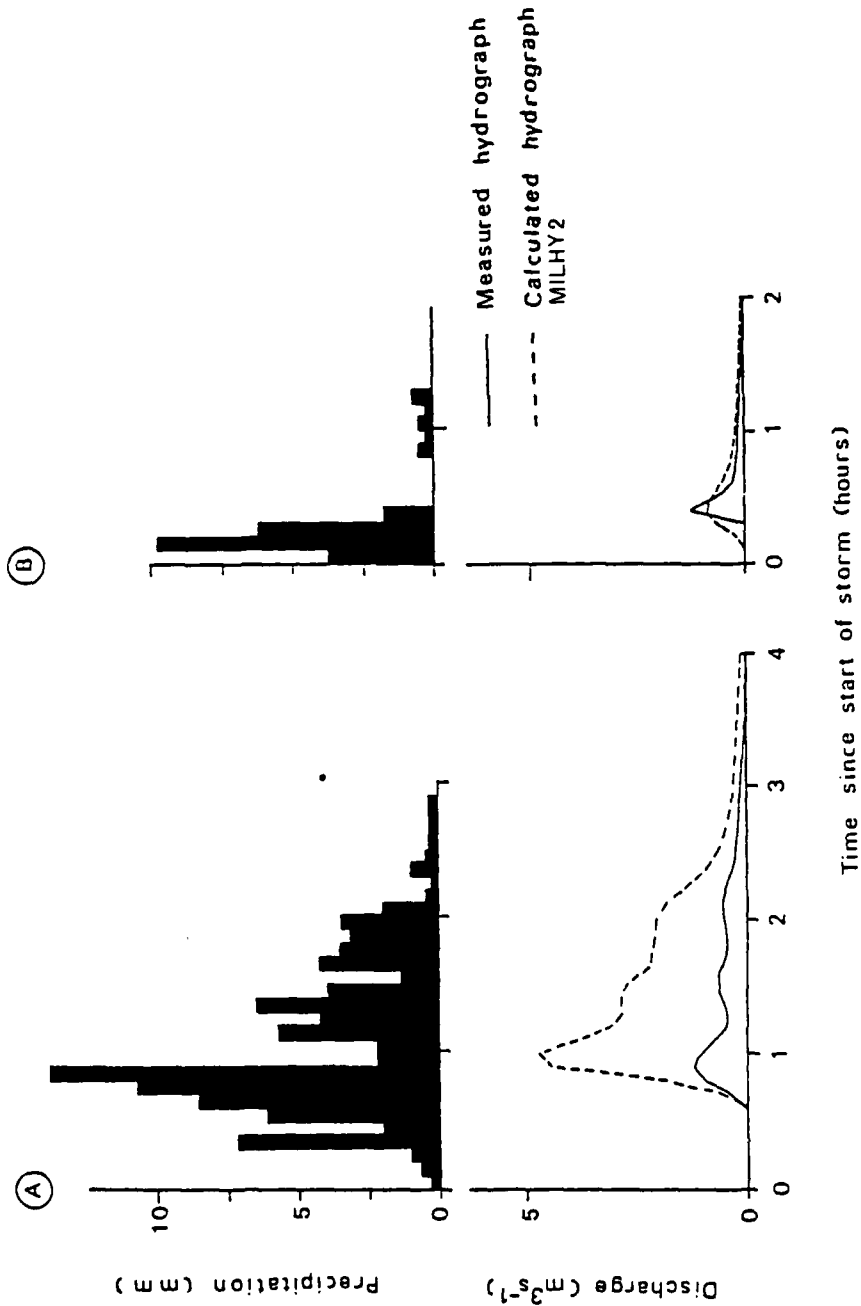 A
B
Precipitation (mm)
10
5
0
Measured hydrograph
Calculated hydrograph
MILHY2
Discharge (m³s⁻¹)
5
0
0
1
2
3
4
0
1
2
Time since start of storm (hours)